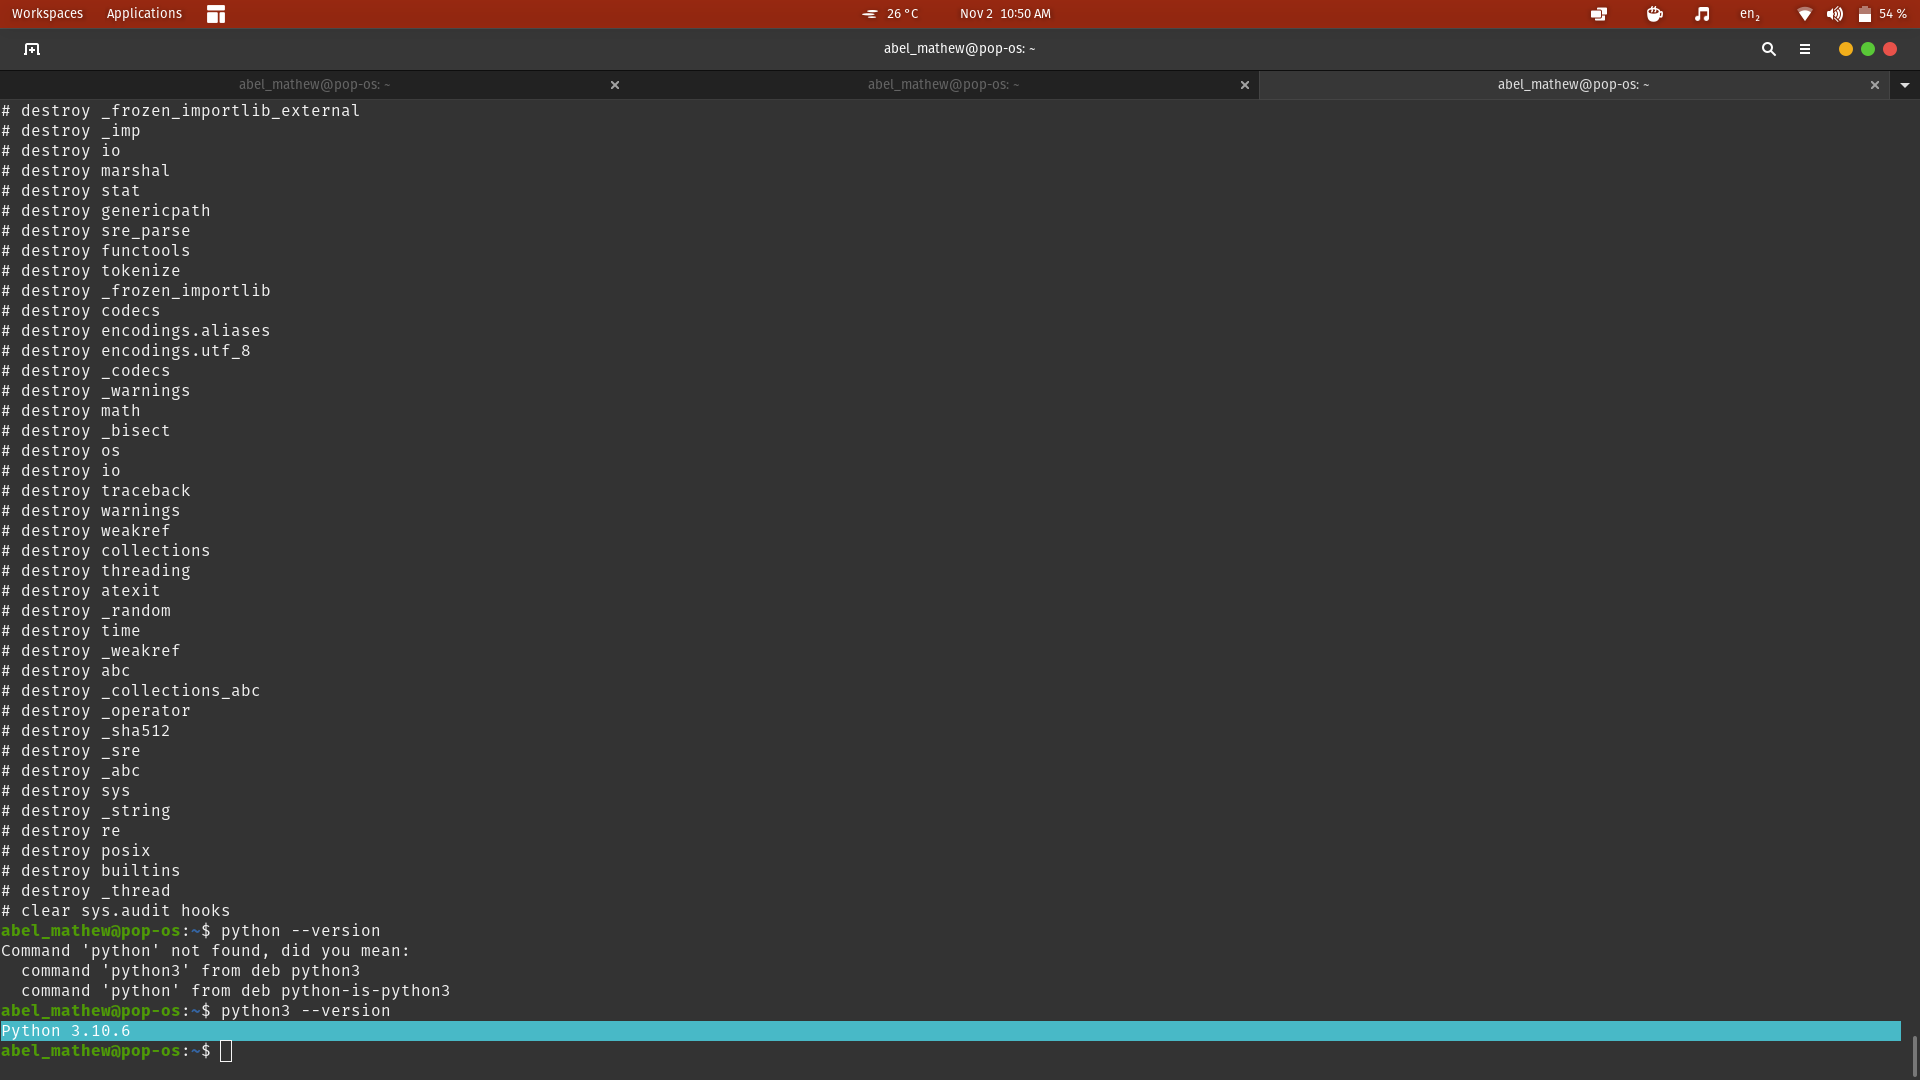 Workspaces Applications 26 °C Nov 2 10:50 AM en₂ 54 %
abel_mathew@pop-os: ~
abel_mathew@pop-os: ~ abel_mathew@pop-os: ~ abel_mathew@pop-os: ~
# destroy _frozen_importlib_external
# destroy _imp
# destroy io
# destroy marshal
# destroy stat
# destroy genericpath
# destroy sre_parse
# destroy functools
# destroy tokenize
# destroy _frozen_importlib
# destroy codecs
# destroy encodings.aliases
# destroy encodings.utf_8
# destroy _codecs
# destroy _warnings
# destroy math
# destroy _bisect
# destroy os
# destroy io
# destroy traceback
# destroy warnings
# destroy weakref
# destroy collections
# destroy threading
# destroy atexit
# destroy _random
# destroy time
# destroy _weakref
# destroy abc
# destroy _collections_abc
# destroy _operator
# destroy _sha512
# destroy _sre
# destroy _abc
# destroy sys
# destroy _string
# destroy re
# destroy posix
# destroy builtins
# destroy _thread
# clear sys.audit hooks
abel_mathew@pop-os:~$ python --version
Command 'python' not found, did you mean:
  command 'python3' from deb python3
  command 'python' from deb python-is-python3
abel_mathew@pop-os:~$ python3 --version
Python 3.10.6
abel_mathew@pop-os:~$